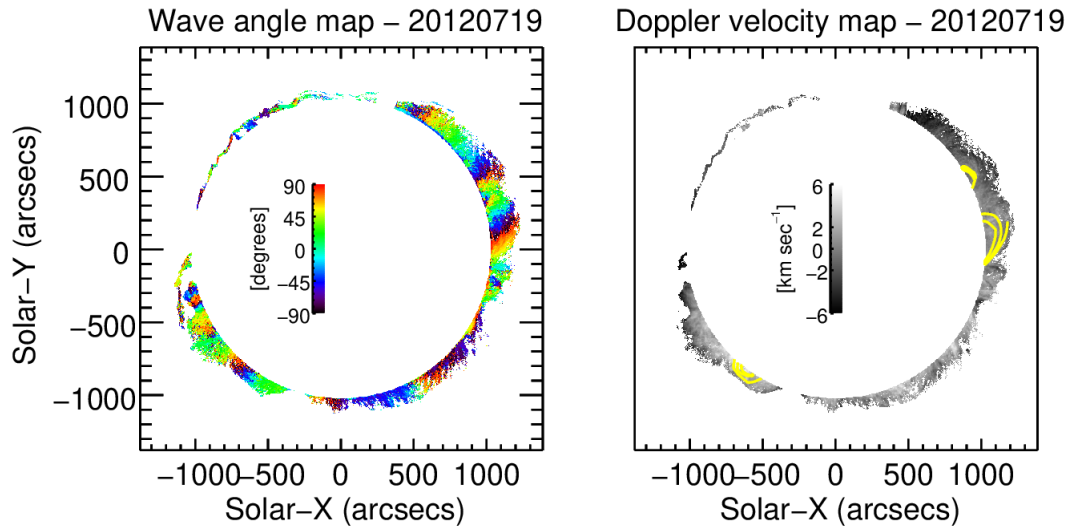 Wave angle map − 20120719
Doppler velocity map − 20120719
Solar−Y (arcsecs)
1000
500
0
−500
−1000
[degrees]
90
45
0
−45
−90
−1000−500 0 500 1000
Solar−X (arcsecs)
[km sec⁻¹]
6
2
0
−2
−6
−1000−500 0 500 1000
Solar−X (arcsecs)